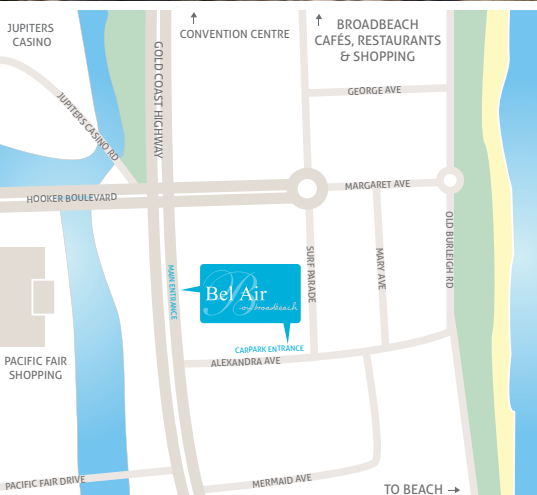 JUPITERS
CASINO
CONVENTION CENTRE
BROADBEACH
CAFÉS, RESTAURANTS
& SHOPPING
GOLD COAST HIGHWAY
GEORGE AVE
JUPITERS CASINO RD
HOOKER BOULEVARD
MARGARET AVE
OLD BURLEIGH RD
SURF PARADE
MARY AVE
MAIN ENTRANCE
B
Bel Air
on broadbeach
CARPARK ENTRANCE
ALEXANDRA AVE
PACIFIC FAIR
SHOPPING
PACIFIC FAIR DRIVE
MERMAID AVE
TO BEACH →